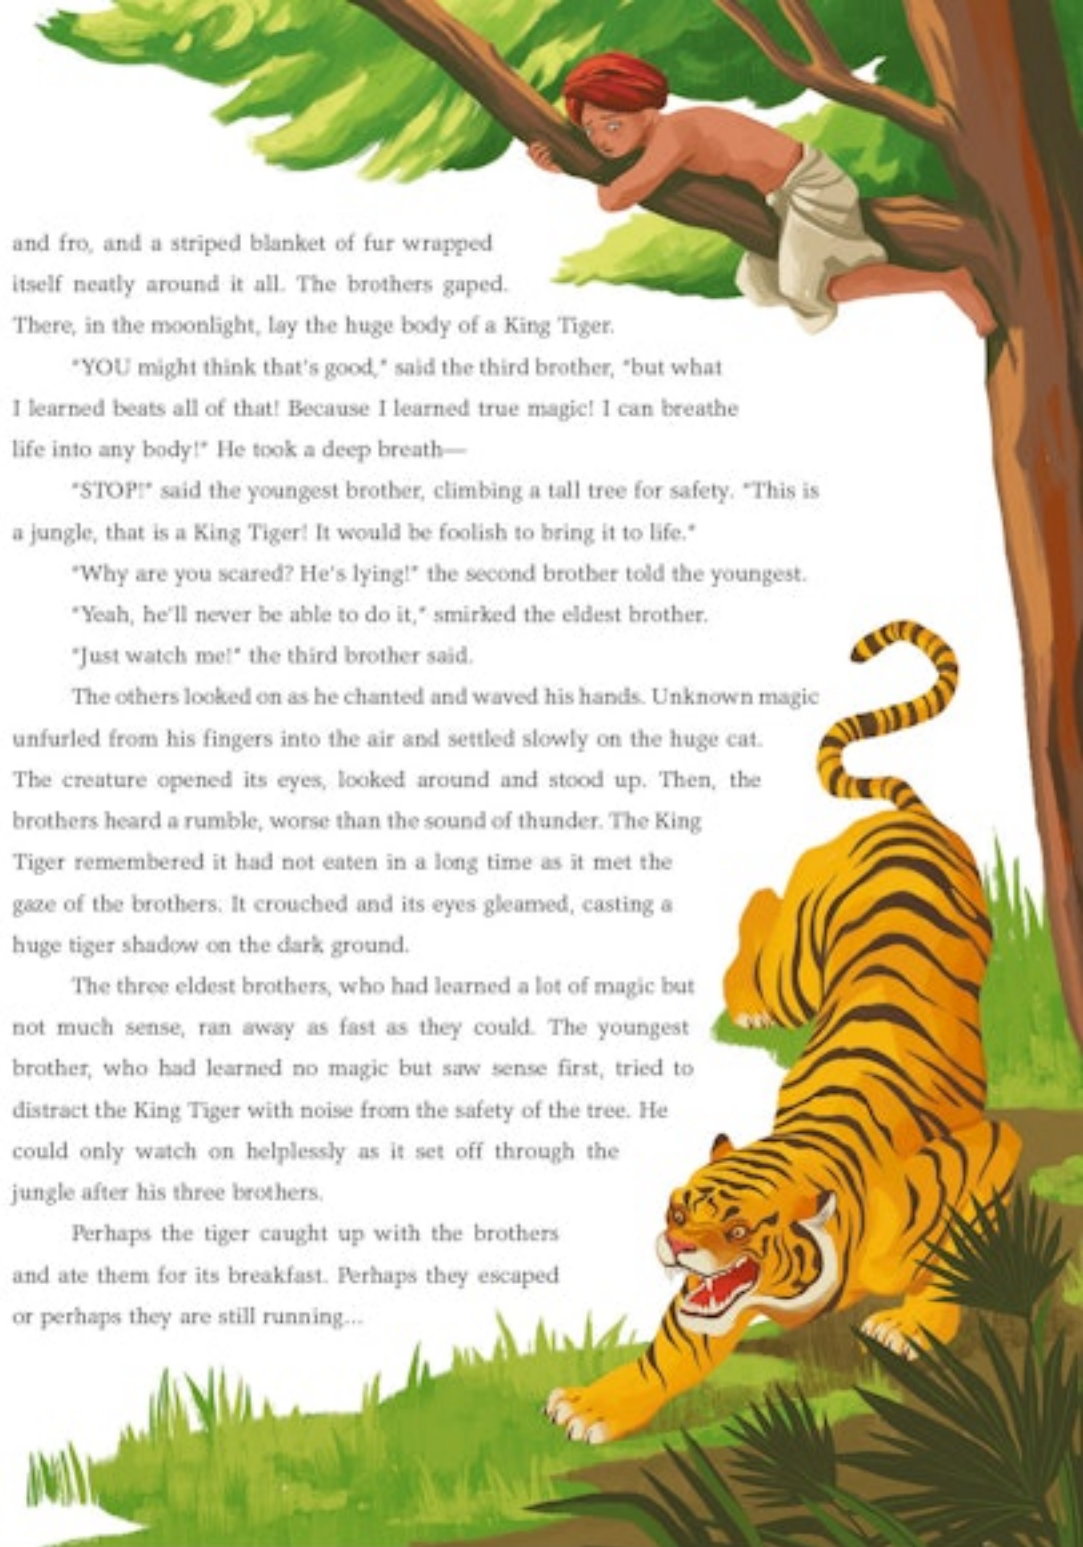 and fro, and a striped blanket of fur wrapped
itself neatly around it all. The brothers gaped.
There, in the moonlight, lay the huge body of a King Tiger.
"YOU might think that's good," said the third brother, "but what
I learned beats all of that! Because I learned true magic! I can breathe
life into any body!" He took a deep breath—
"STOP!" said the youngest brother, climbing a tall tree for safety. "This is
a jungle, that is a King Tiger! It would be foolish to bring it to life."
"Why are you scared? He's lying!" the second brother told the youngest.
"Yeah, he'll never be able to do it," smirked the eldest brother.
"Just watch me!" the third brother said.
The others looked on as he chanted and waved his hands. Unknown magic
unfurled from his fingers into the air and settled slowly on the huge cat.
The creature opened its eyes, looked around and stood up. Then, the
brothers heard a rumble, worse than the sound of thunder. The King
Tiger remembered it had not eaten in a long time as it met the
gaze of the brothers. It crouched and its eyes gleamed, casting a
huge tiger shadow on the dark ground.
The three eldest brothers, who had learned a lot of magic but
not much sense, ran away as fast as they could. The youngest
brother, who had learned no magic but saw sense first, tried to
distract the King Tiger with noise from the safety of the tree. He
could only watch on helplessly as it set off through the
jungle after his three brothers.
Perhaps the tiger caught up with the brothers
and ate them for its breakfast. Perhaps they escaped
or perhaps they are still running...